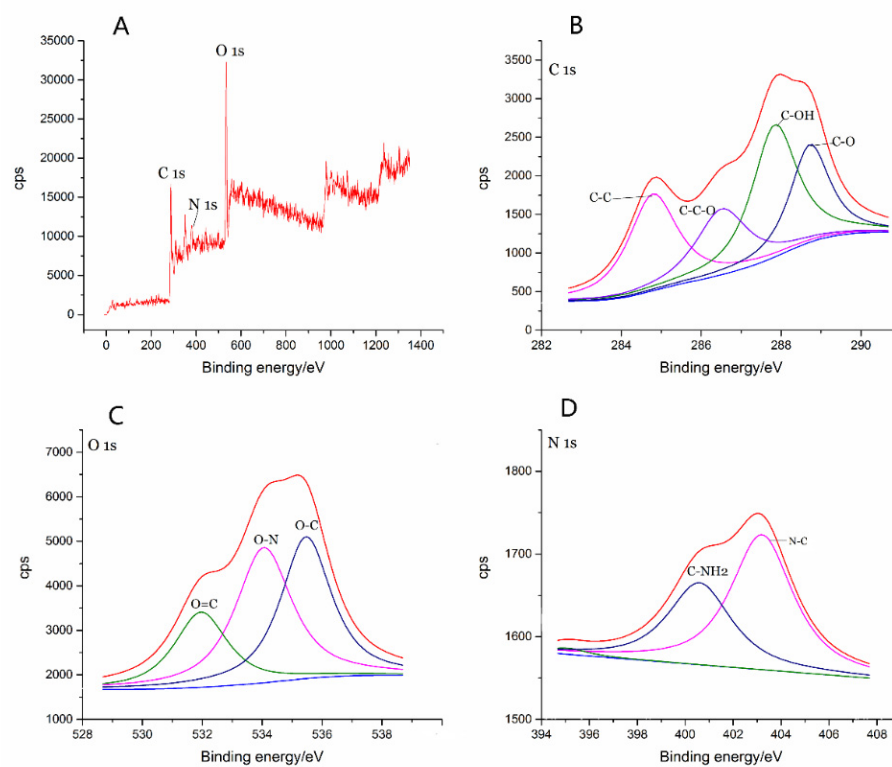 A
O 1s
C 1s
N 1s
cps
35000
30000
25000
20000
15000
10000
5000
0
0 200 400 600 800 1000 1200 1400
Binding energy/eV
B
C 1s
C-OH
C-O
C-C
C-C-O
cps
3500
3000
2500
2000
1500
1000
500
0
282 284 286 288 290
Binding energy/eV
C
O 1s
O-C
O-N
O=C
cps
7000
6000
5000
4000
3000
2000
1000
528 530 532 534 536 538
Binding energy/eV
D
N 1s
N-C
C-NH2
cps
1800
1700
1600
1500
394 396 398 400 402 404 406 408
Binding energy/eV